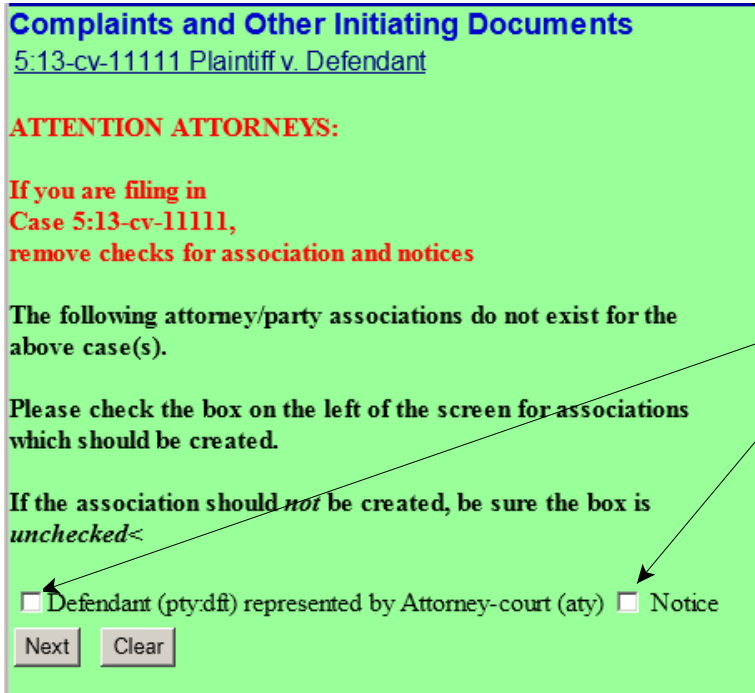 Complaints and Other Initiating Documents
5:13-cv-11111 Plaintiff v. Defendant
ATTENTION ATTORNEYS:
If you are filing in
Case 5:13-cv-11111,
remove checks for association and notices
The following attorney/party associations do not exist for the
above case(s).
Please check the box on the left of the screen for associations
which should be created.
If the association should not be created, be sure the box is
unchecked<
Defendant (pty:dft) represented by Attorney-court (aty) Notice
Next Clear